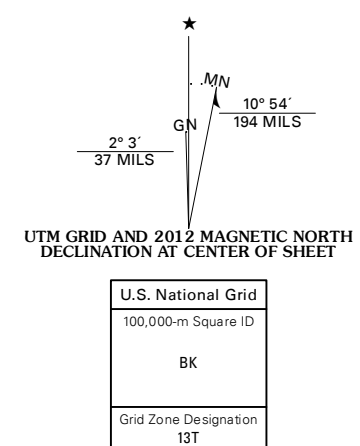 ★
MN
GN
10° 54´
194 MILS
2° 3´
37 MILS
UTM GRID AND 2012 MAGNETIC NORTH
DECLINATION AT CENTER OF SHEET
U.S. National Grid
100,000-m Square ID
BK
Grid Zone Designation
13T